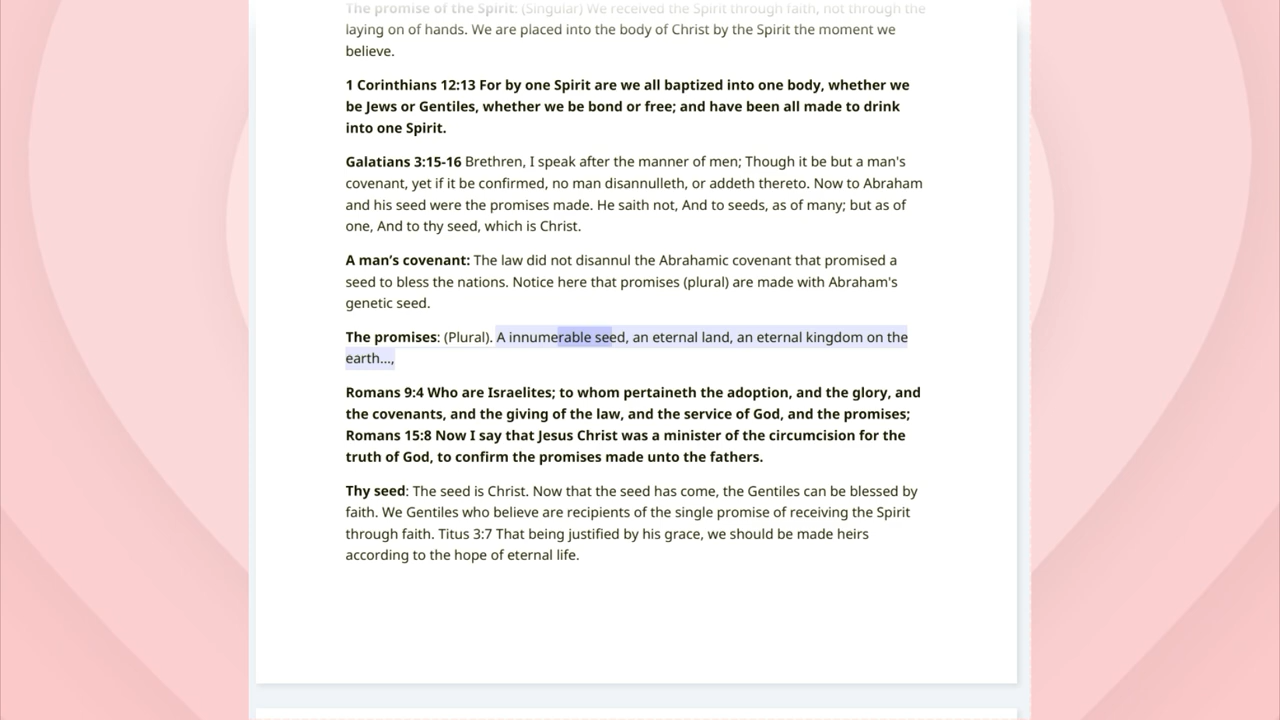 The promise of the Spirit: (Singular) We received the Spirit through faith, not through the
laying on of hands. We are placed into the body of Christ by the Spirit the moment we
believe.
1 Corinthians 12:13 For by one Spirit are we all baptized into one body, whether we
be Jews or Gentiles, whether we be bond or free; and have been all made to drink
into one Spirit.
Galatians 3:15-16 Brethren, I speak after the manner of men; Though it be but a man's
covenant, yet if it be confirmed, no man disannulleth, or addeth thereto. Now to Abraham
and his seed were the promises made. He saith not, And to seeds, as of many; but as of
one, And to thy seed, which is Christ.
A man’s covenant: The law did not disannul the Abrahamic covenant that promised a
seed to bless the nations. Notice here that promises (plural) are made with Abraham's
genetic seed.
The promises: (Plural). A innumerable seed, an eternal land, an eternal kingdom on the
earth...,
Romans 9:4 Who are Israelites; to whom pertaineth the adoption, and the glory, and
the covenants, and the giving of the law, and the service of God, and the promises;
Romans 15:8 Now I say that Jesus Christ was a minister of the circumcision for the
truth of God, to confirm the promises made unto the fathers.
Thy seed: The seed is Christ. Now that the seed has come, the Gentiles can be blessed by
faith. We Gentiles who believe are recipients of the single promise of receiving the Spirit
through faith. Titus 3:7 That being justified by his grace, we should be made heirs
according to the hope of eternal life.